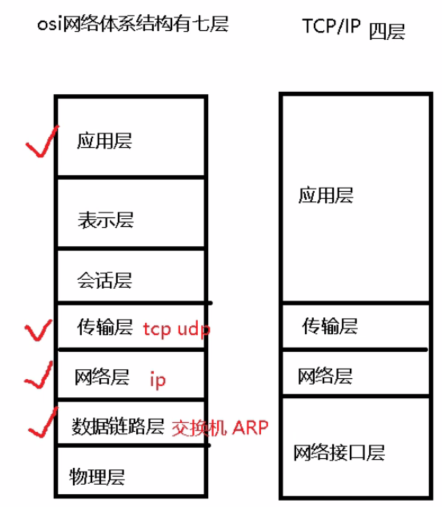 osi网络体系结构有七层
应用层
表示层
会话层
传输层 tcp udp
网络层 ip
数据链路层 交换机 ARP
物理层
TCP/IP 四层
应用层
传输层
网络层
网络接口层